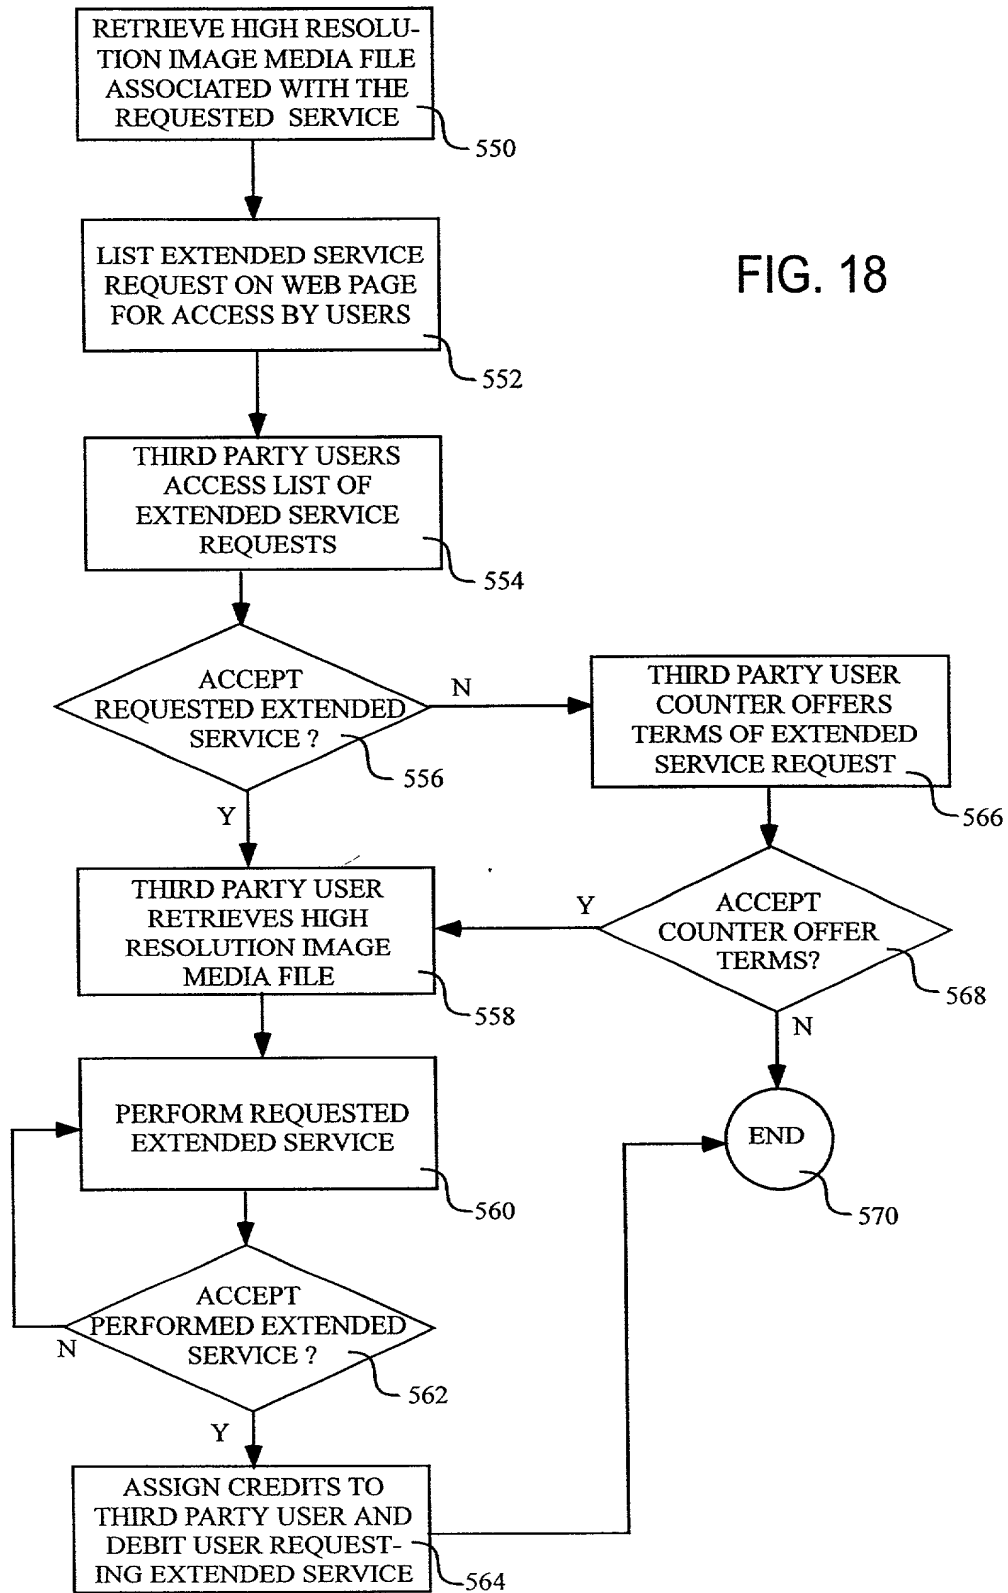 RETRIEVE HIGH RESOLU-
TION IMAGE MEDIA FILE
ASSOCIATED WITH THE
REQUESTED SERVICE
550
LIST EXTENDED SERVICE
REQUEST ON WEB PAGE
FOR ACCESS BY USERS
552
FIG. 18
THIRD PARTY USERS
ACCESS LIST OF
EXTENDED SERVICE
REQUESTS
554
ACCEPT
REQUESTED EXTENDED
SERVICE ?
556
N
Y
THIRD PARTY USER
COUNTER OFFERS
TERMS OF EXTENDED
SERVICE REQUEST
566
THIRD PARTY USER
RETRIEVES HIGH
RESOLUTION IMAGE
MEDIA FILE
558
Y
ACCEPT
COUNTER OFFER
TERMS?
568
N
PERFORM REQUESTED
EXTENDED SERVICE
560
END
570
ACCEPT
PERFORMED EXTENDED
SERVICE ?
562
N
Y
ASSIGN CREDITS TO
THIRD PARTY USER AND
DEBIT USER REQUEST-
ING EXTENDED SERVICE
564